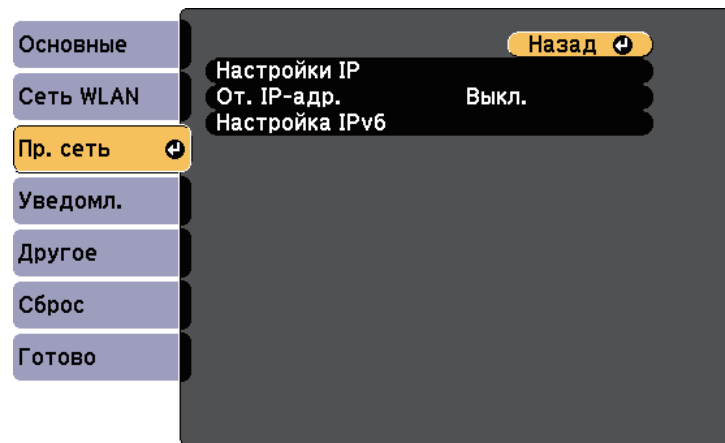 Основные
Сеть WLAN
Пр. сеть
Уведомл.
Другое
Сброс
Готово
Назад
Настройки IP
От. IP-адр. Выкл.
Настройка IPv6